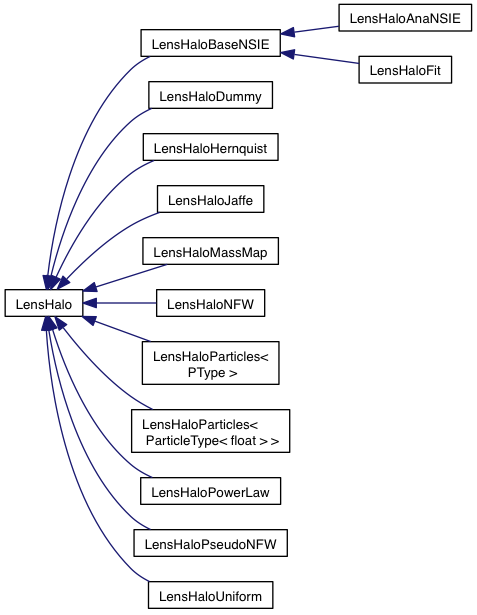 LensHaloAnaNSIE
LensHaloBaseNSIE
LensHaloFit
LensHaloDummy
LensHaloHernquist
LensHaloJaffe
LensHaloMassMap
LensHalo
LensHaloNFW
LensHaloParticles<
PType >
LensHaloParticles<
ParticleType< float > >
LensHaloPowerLaw
LensHaloPseudoNFW
LensHaloUniform